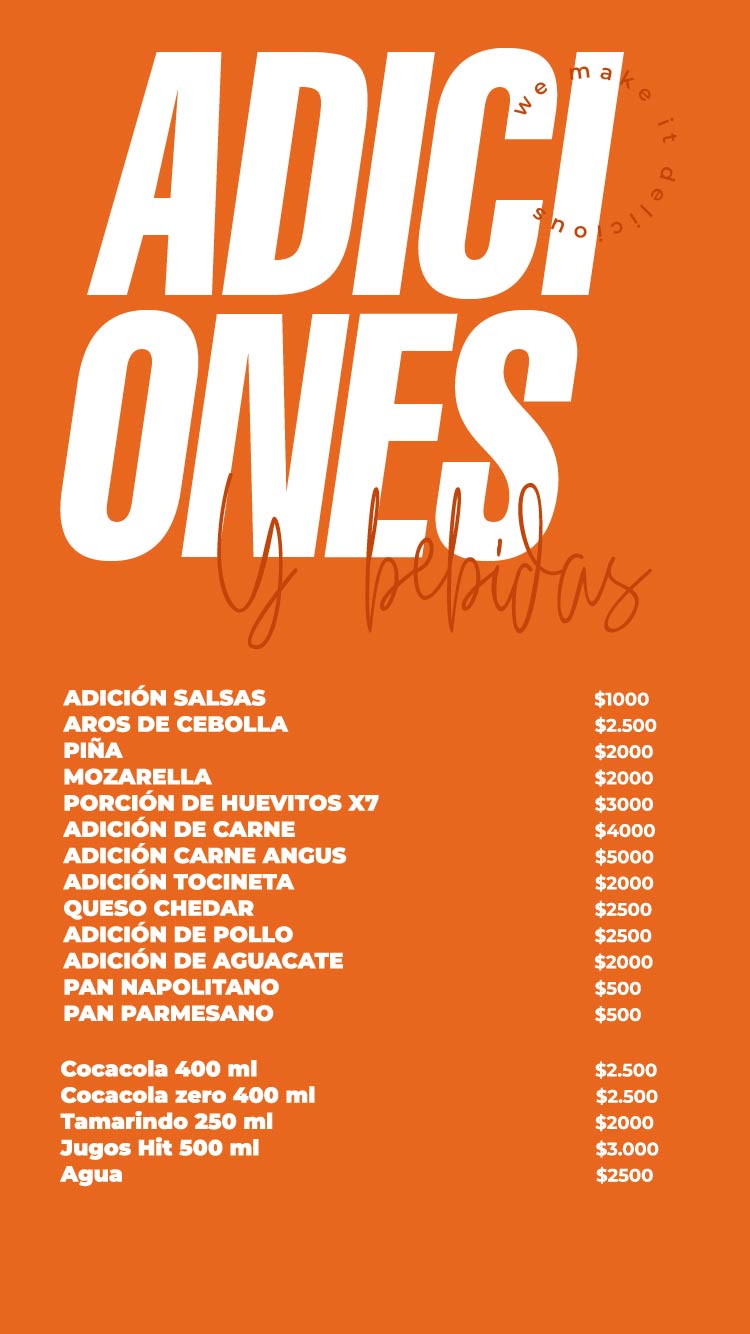 ADICI
ONES
we make it delicious
Y bebidas
ADICIÓN SALSAS $1000
AROS DE CEBOLLA $2.500
PIÑA $2000
MOZARELLA $2000
PORCIÓN DE HUEVITOS X7 $3000
ADICIÓN DE CARNE $4000
ADICIÓN CARNE ANGUS $5000
ADICIÓN TOCINETA $2000
QUESO CHEDAR $2500
ADICIÓN DE POLLO $2500
ADICIÓN DE AGUACATE $2000
PAN NAPOLITANO $500
PAN PARMESANO $500
Cocacola 400 ml $2.500
Cocacola zero 400 ml $2.500
Tamarindo 250 ml $2000
Jugos Hit 500 ml $3.000
Agua $2500